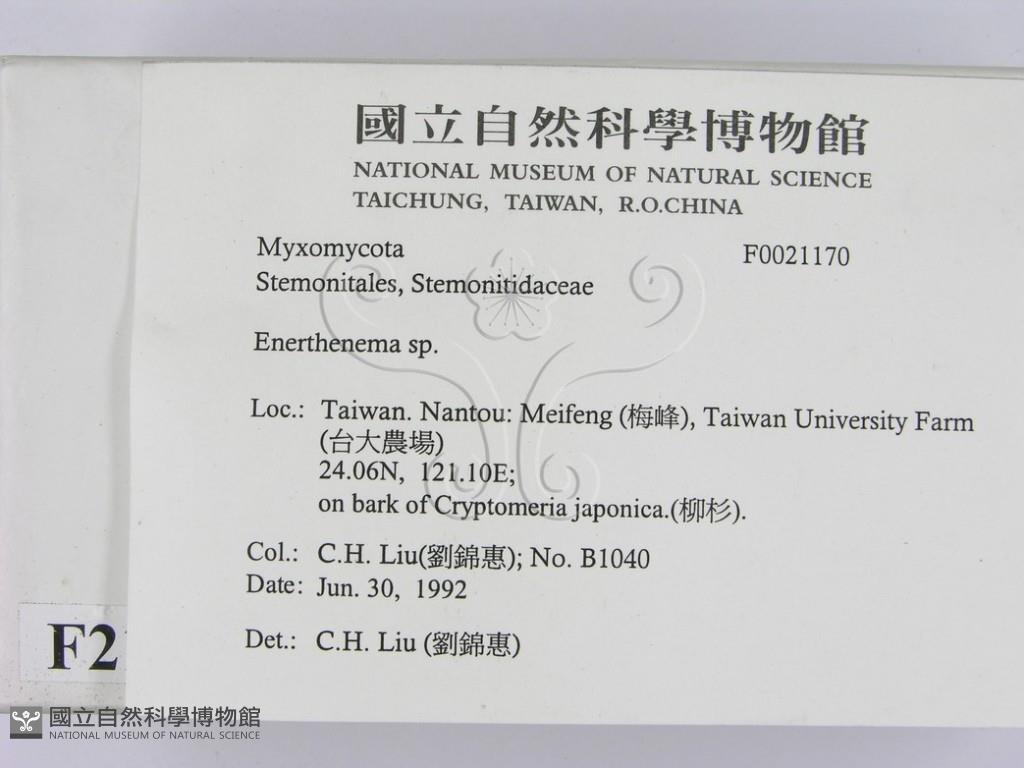 國立自然科學博物館
NATIONAL MUSEUM OF NATURAL SCIENCE
TAICHUNG, TAIWAN, R.O.CHINA
Myxomycota F0021170
Stemonitales, Stemonitidaceae
Enerthenema sp.
Loc.: Taiwan. Nantou: Meifeng (梅峰), Taiwan University Farm
(台大農場)
24.06N, 121.10E;
on bark of Cryptomeria japonica.(柳杉).
Col.: C.H. Liu(劉錦惠); No. B1040
Date: Jun. 30, 1992
Det.: C.H. Liu (劉錦惠)
F2
國立自然科學博物館
NATIONAL MUSEUM OF NATURAL SCIENCE